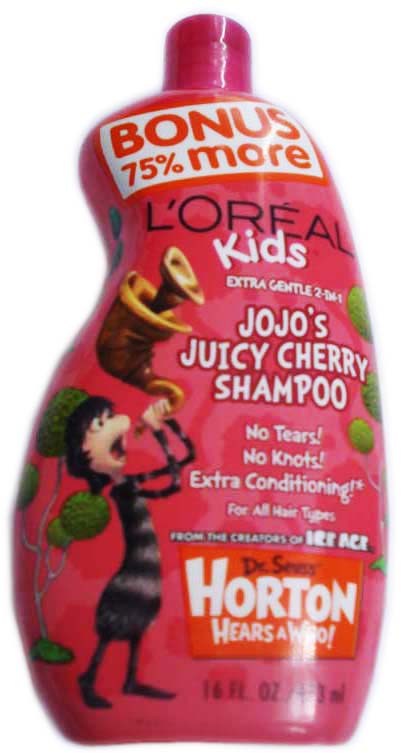 BONUS
75% more
L'ORÉAL
Kids
EXTRA GENTLE 2-IN-1
JOJO'S
JUICY CHERRY
SHAMPOO
No Tears!
No Knots!
Extra Conditioning!*
For All Hair Types
FROM THE CREATORS OF ICE AGE
Dr. Seuss'
HORTON
HEARS A WHO!
16 FL. OZ./473 ml